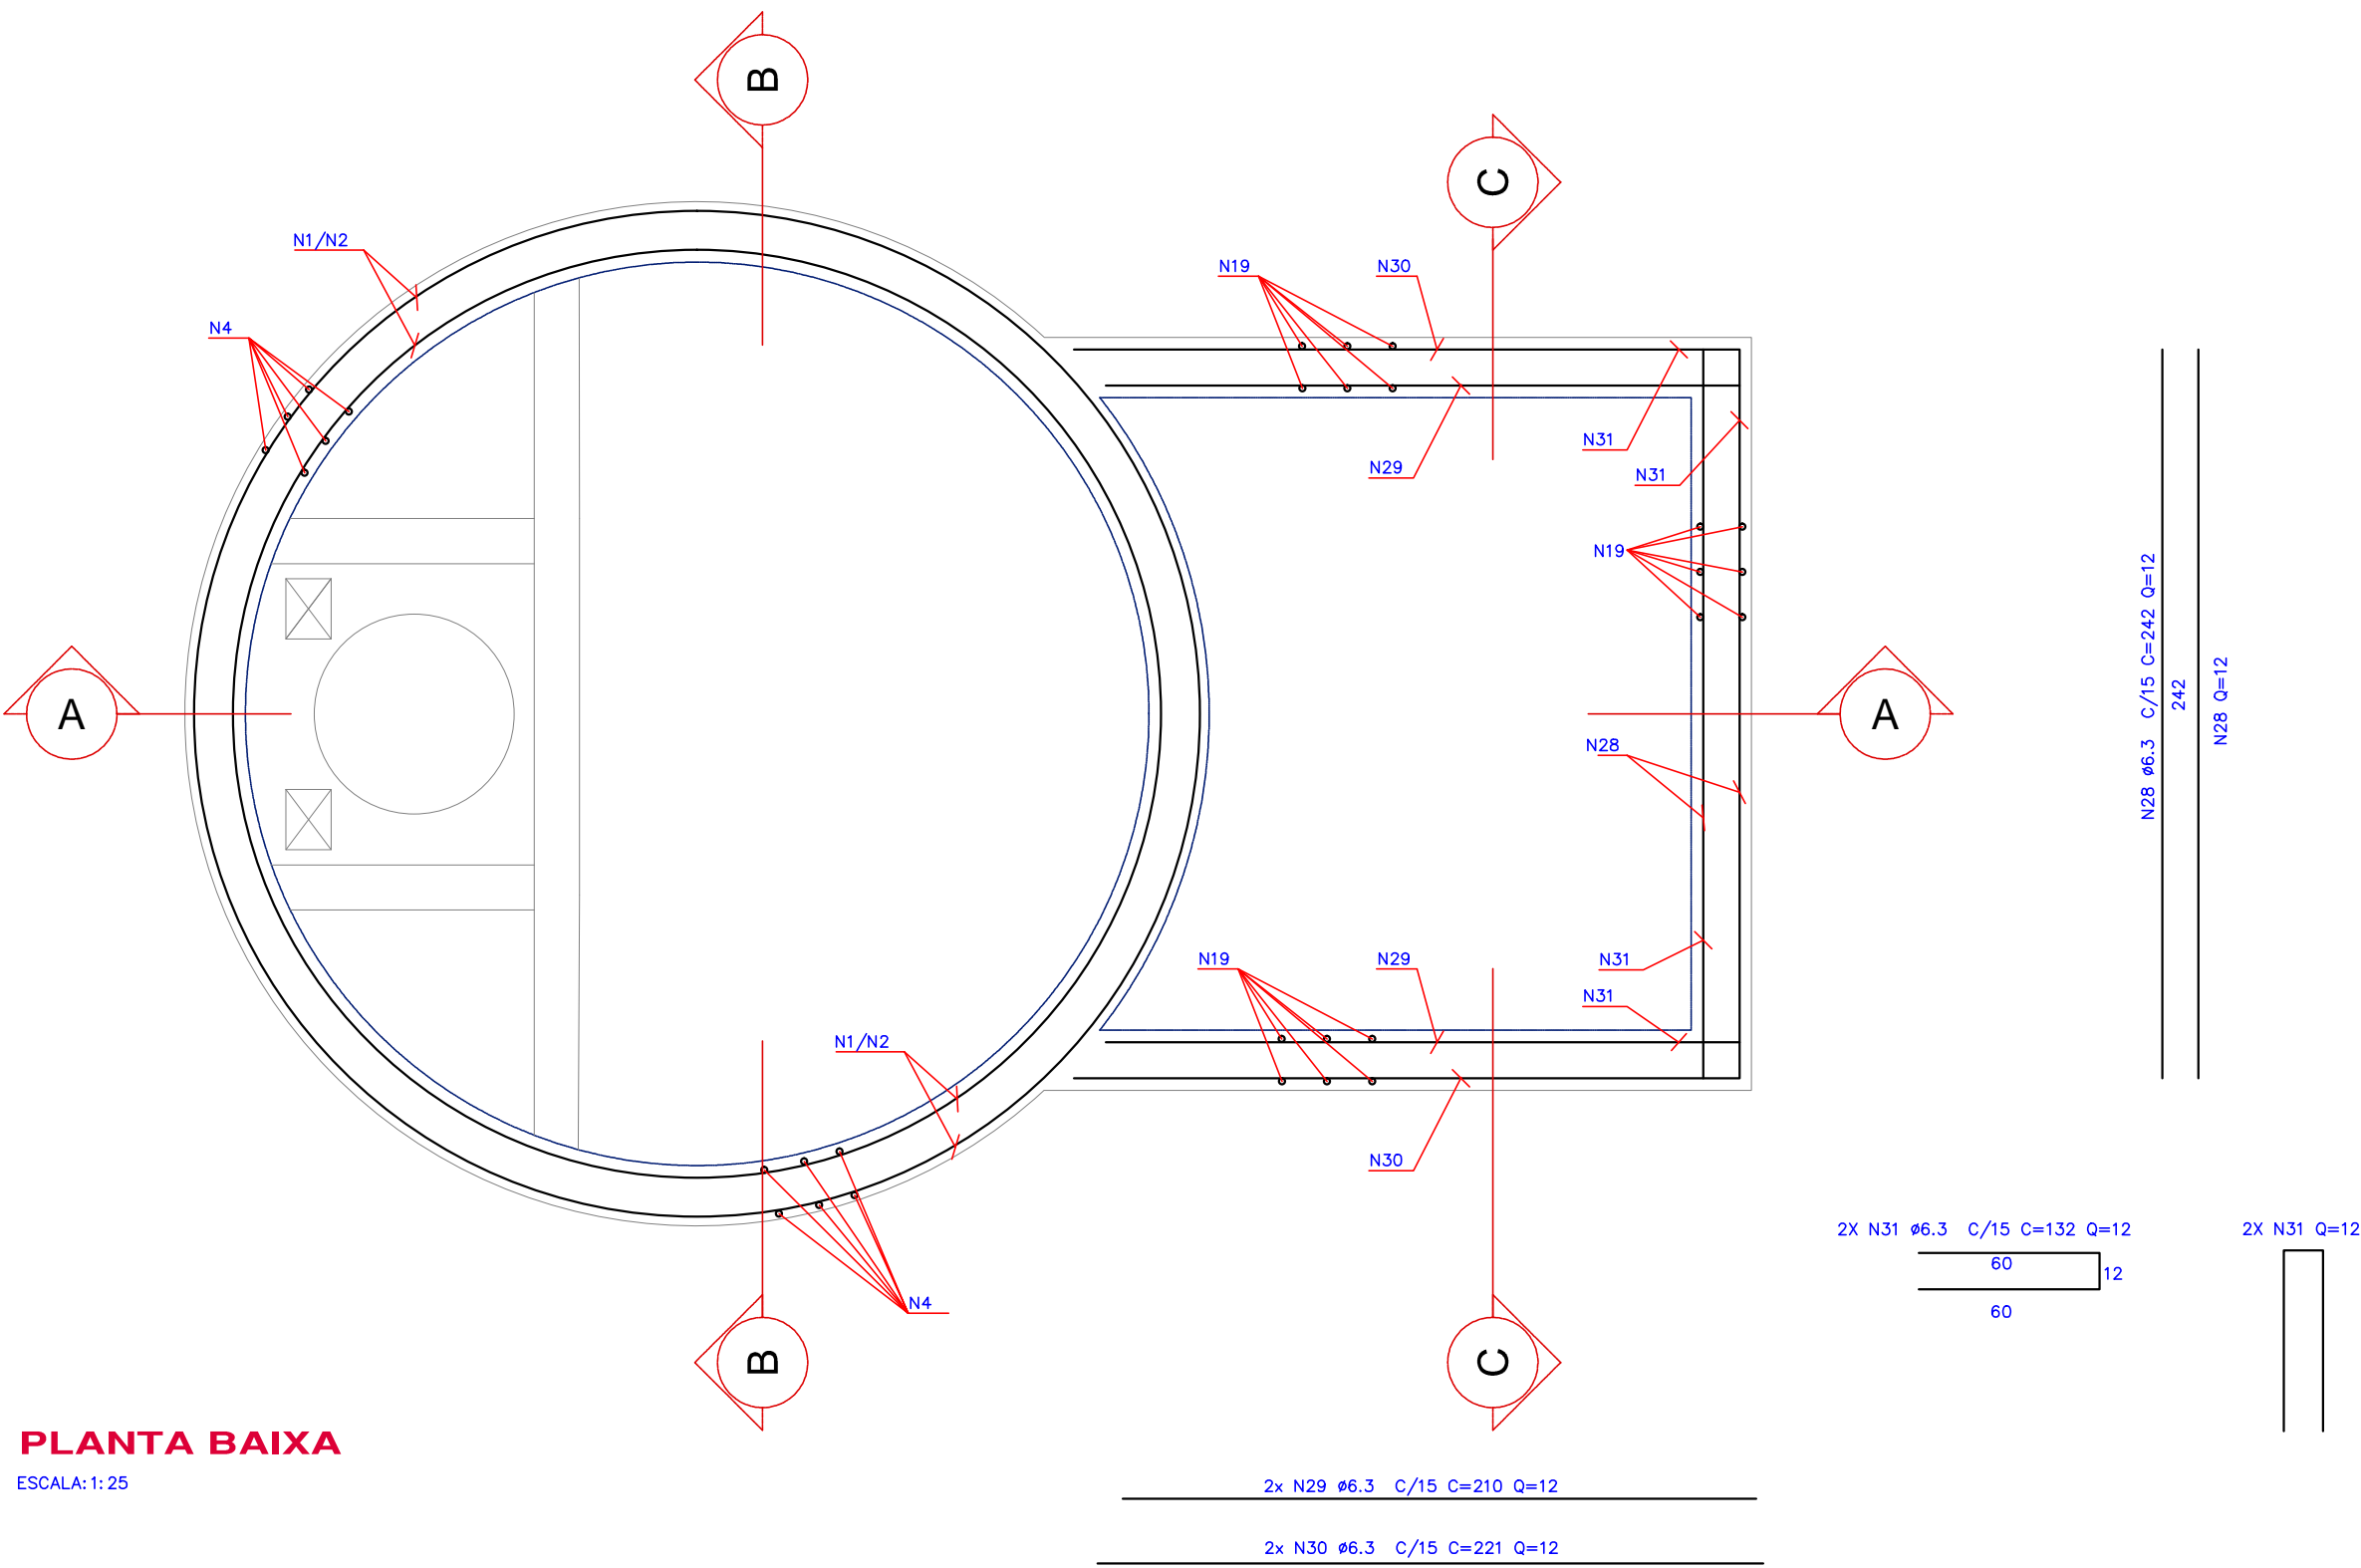 B
C
N1/N2
N19
N30
N4
N31
N29
N31
N19
N28 ø6.3 C/15 C=242 Q=12
242
N28 Q=12
A
A
N28
N19
N29
N31
N31
N1/N2
N30
2X N31 ø6.3 C/15 C=132 Q=12
60
12
60
2X N31 Q=12
N4
B
C
PLANTA BAIXA
ESCALA:1:25
2x N29 ø6.3 C/15 C=210 Q=12
2x N30 ø6.3 C/15 C=221 Q=12